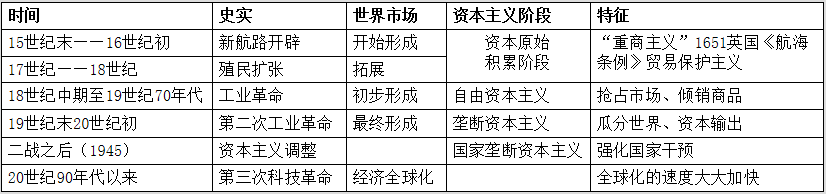 时间 史实 世界市场 资本主义阶段 特征
15世纪末——16世纪初 新航路开辟 开始形成 资本原始积累阶段 “重商主义”1651英国《航海条例》贸易保护主义
17世纪——18世纪 殖民扩张 拓展
18世纪中期至19世纪70年代 工业革命 初步形成 自由资本主义 抢占市场、倾销商品
19世纪末20世纪初 第二次工业革命 最终形成 垄断资本主义 瓜分世界、资本输出
二战之后（1945） 资本主义调整 国家垄断资本主义 强化国家干预
20世纪90年代以来 第三次科技革命 经济全球化 全球化的速度大大加快